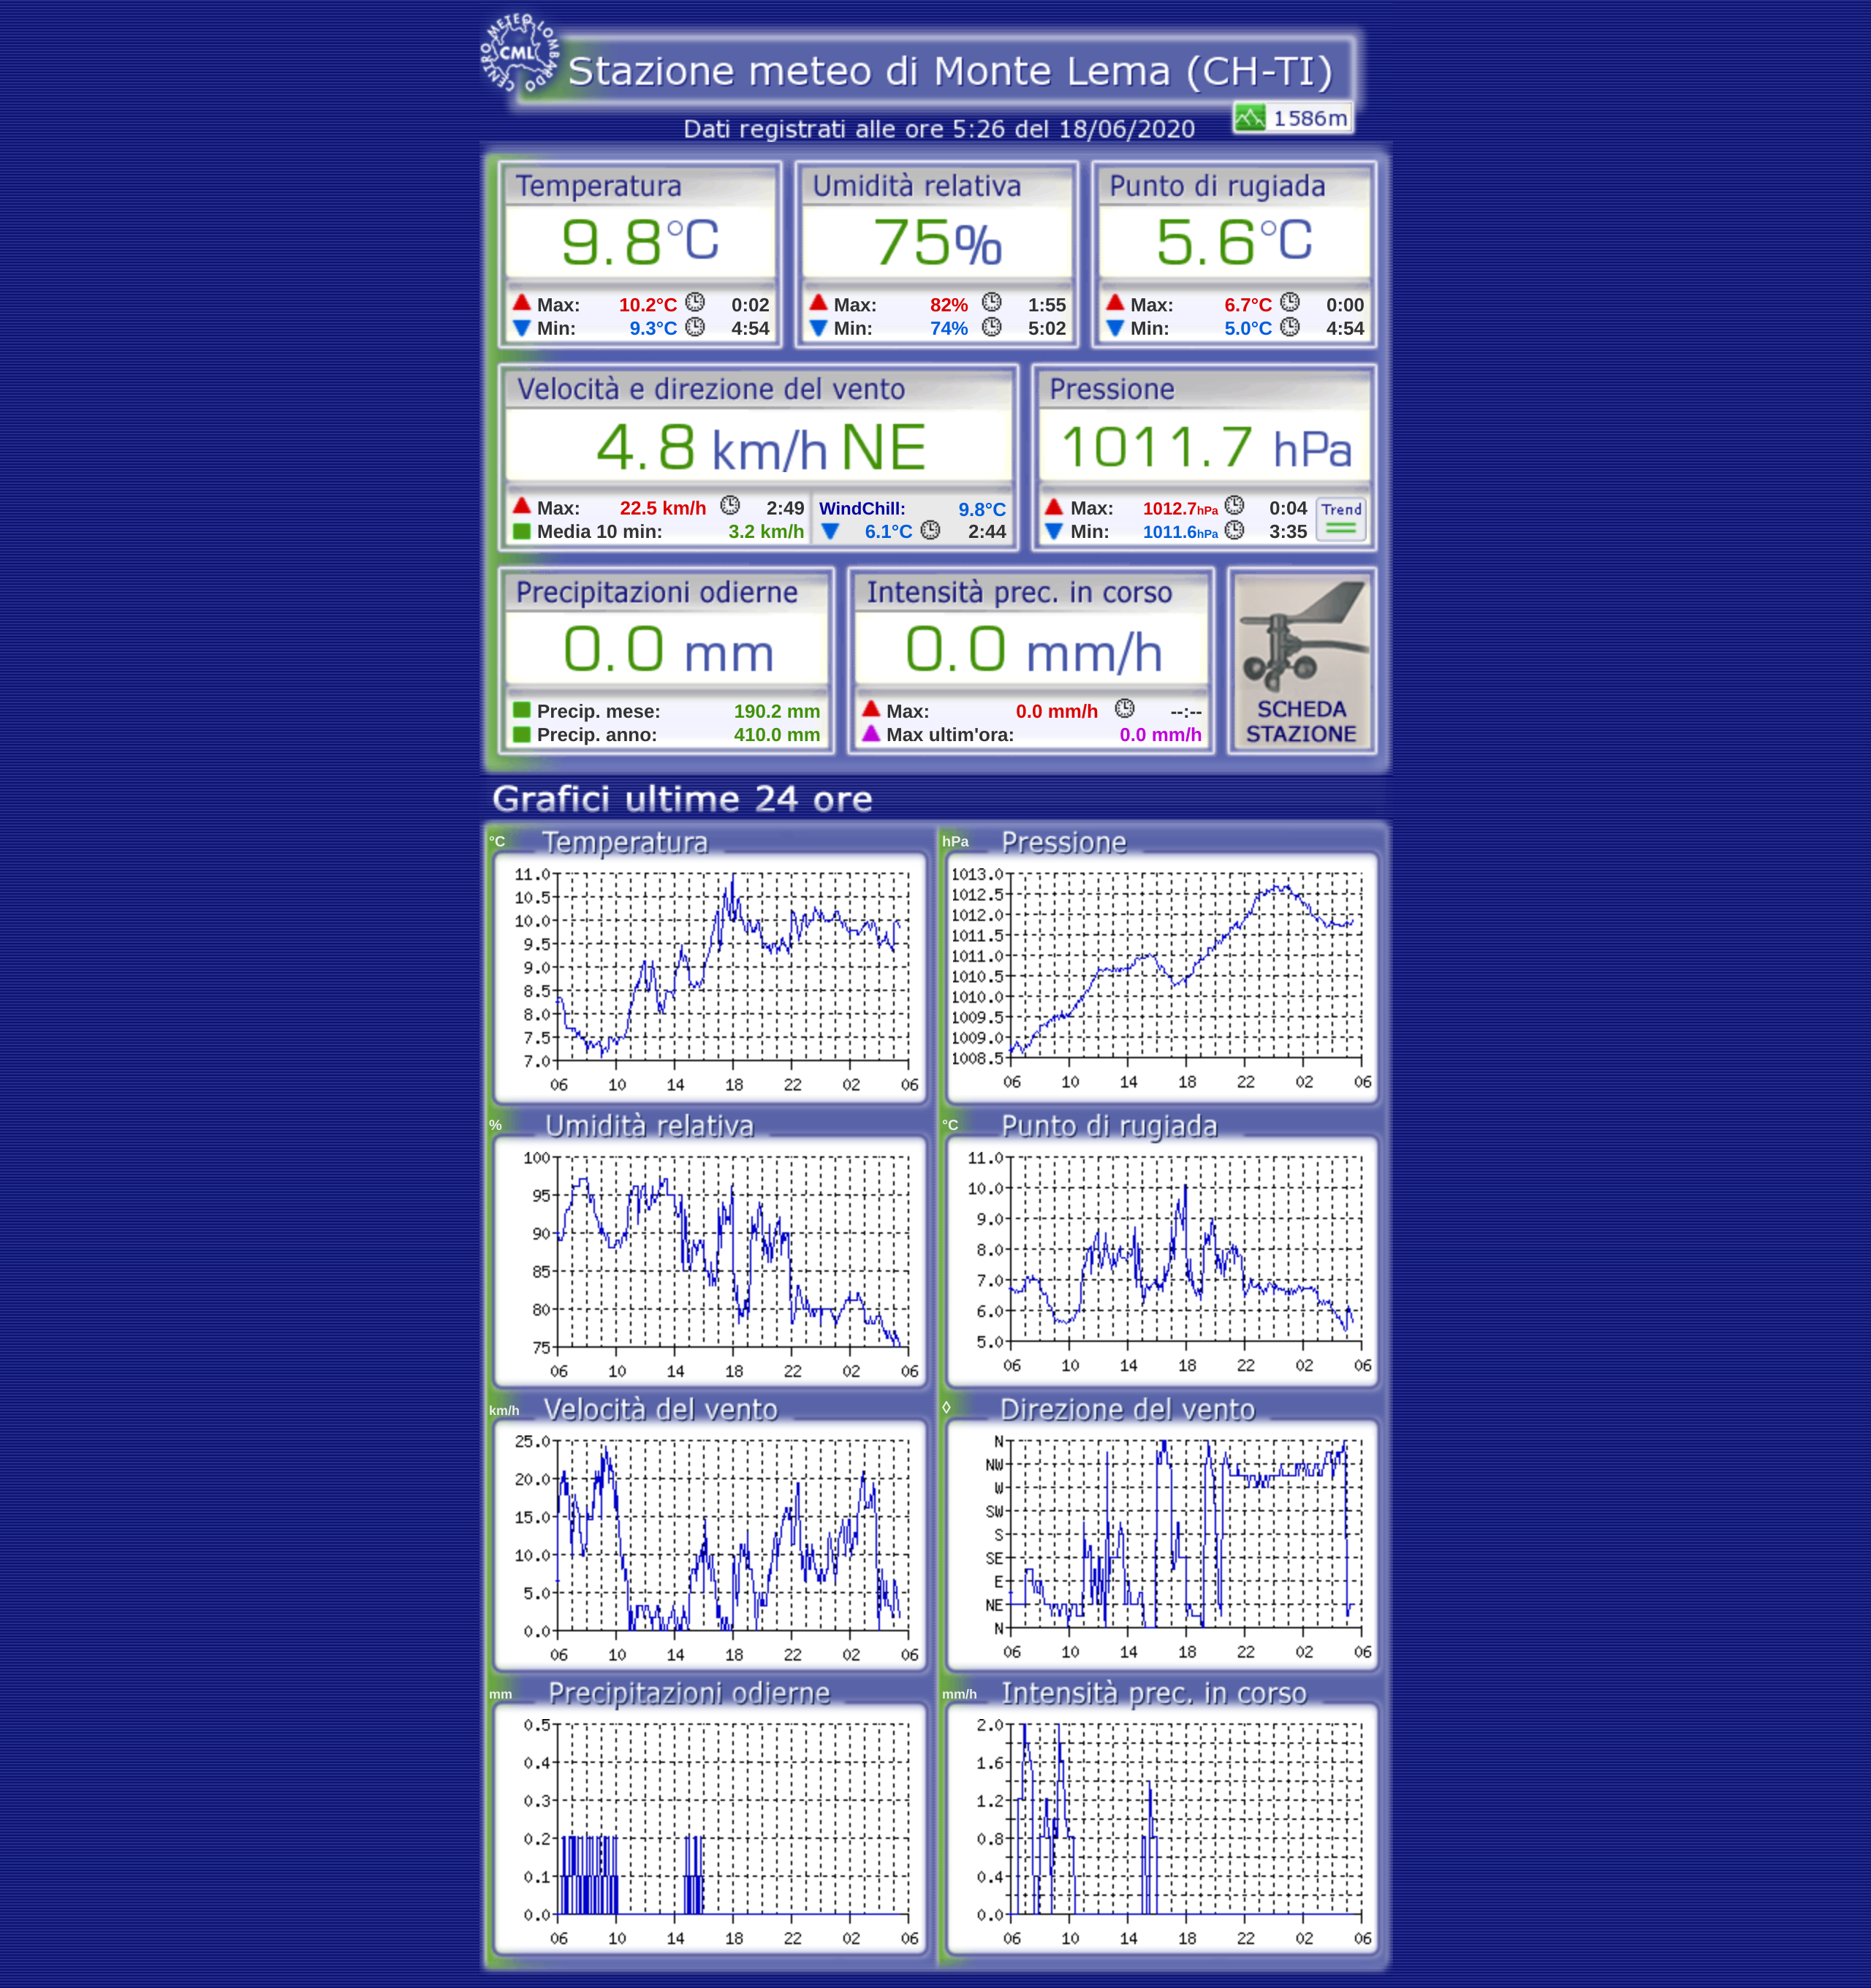 CENTRO METEO LOMBARDO
CML
Stazione meteo di Monte Lema (CH-TI)
1586m
Dati registrati alle ore 5:26 del 18/06/2020
Temperatura
9.8°C
Max: 10.2°C 0:02
Min: 9.3°C 4:54
Umidità relativa
75%
Max: 82% 1:55
Min: 74% 5:02
Punto di rugiada
5.6°C
Max: 6.7°C 0:00
Min: 5.0°C 4:54
Velocità e direzione del vento
4.8 km/h NE
Max: 22.5 km/h 2:49
Media 10 min: 3.2 km/h
WindChill: 9.8°C
6.1°C 2:44
Pressione
1011.7 hPa
Max: 1012.7hPa 0:04
Min: 1011.6hPa 3:35
Trend
Precipitazioni odierne
0.0 mm
Precip. mese: 190.2 mm
Precip. anno: 410.0 mm
Intensità prec. in corso
0.0 mm/h
Max: 0.0 mm/h --:--
Max ultim'ora: 0.0 mm/h
SCHEDA
STAZIONE
Grafici ultime 24 ore
°C Temperatura
11.0
10.5
10.0
9.5
9.0
8.5
8.0
7.5
7.0
06 10 14 18 22 02 06
hPa Pressione
1013.0
1012.5
1012.0
1011.5
1011.0
1010.5
1010.0
1009.5
1009.0
1008.5
06 10 14 18 22 02 06
% Umidità relativa
100
95
90
85
80
75
06 10 14 18 22 02 06
°C Punto di rugiada
11.0
10.0
9.0
8.0
7.0
6.0
5.0
06 10 14 18 22 02 06
km/h Velocità del vento
25.0
20.0
15.0
10.0
5.0
0.0
06 10 14 18 22 02 06
◊ Direzione del vento
N
NW
W
SW
S
SE
E
NE
N
06 10 14 18 22 02 06
mm Precipitazioni odierne
0.5
0.4
0.3
0.2
0.1
0.0
06 10 14 18 22 02 06
mm/h Intensità prec. in corso
2.0
1.6
1.2
0.8
0.4
0.0
06 10 14 18 22 02 06